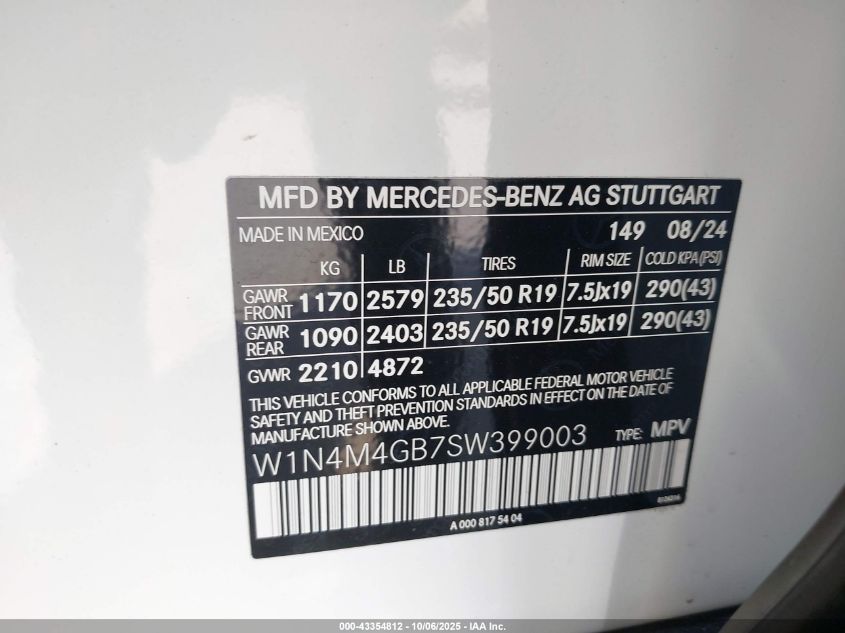 MFD BY MERCEDES-BENZ AG STUTTGART
MADE IN MEXICO 149 08/24
KG LB TIRES RIM SIZE COLD KPA (PSI)
GAWR FRONT 1170 2579 235/50 R19 7.5Jx19 290(43)
GAWR REAR 1090 2403 235/50 R19 7.5Jx19 290(43)
GVWR 2210 4872
THIS VEHICLE CONFORMS TO ALL APPLICABLE FEDERAL MOTOR VEHICLE
SAFETY AND THEFT PREVENTION STANDARDS IN EFFECT ON THE DATE OF
MANUFACTURE SHOWN ABOVE.
W1N4M4GB7SW399003 TYPE: MPV
A 000 817 54 04
000-43354812 - 10/06/2025 - IAA Inc.